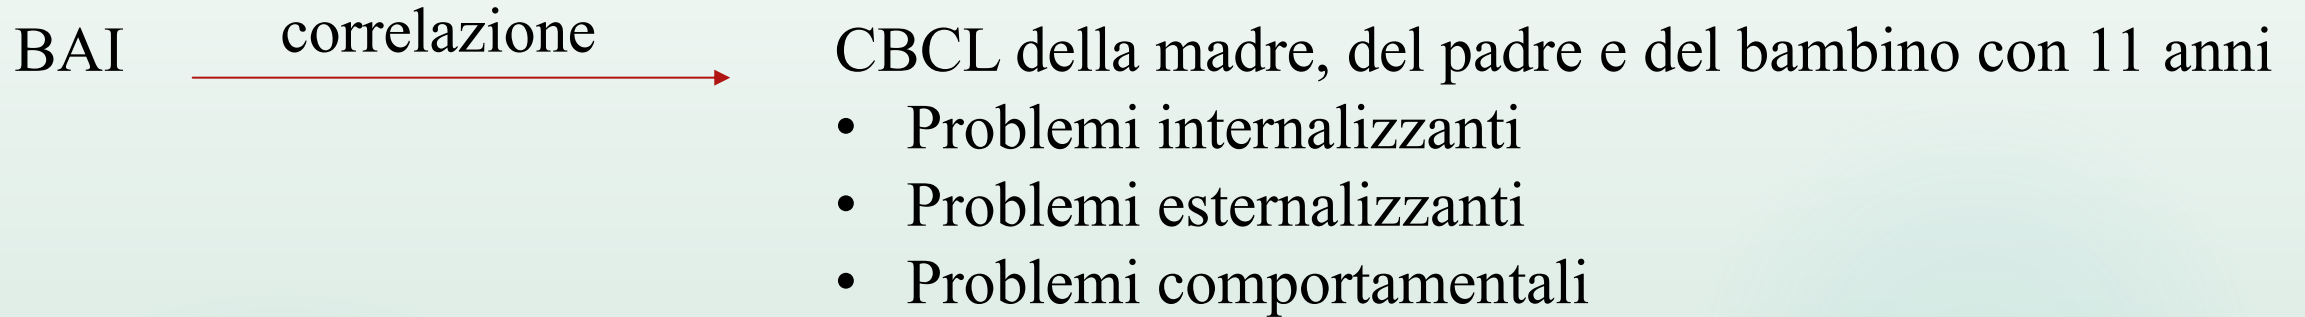 BAI correlazione CBCL della madre, del padre e del bambino con 11 anni
• Problemi internalizzanti
• Problemi esternalizzanti
• Problemi comportamentali